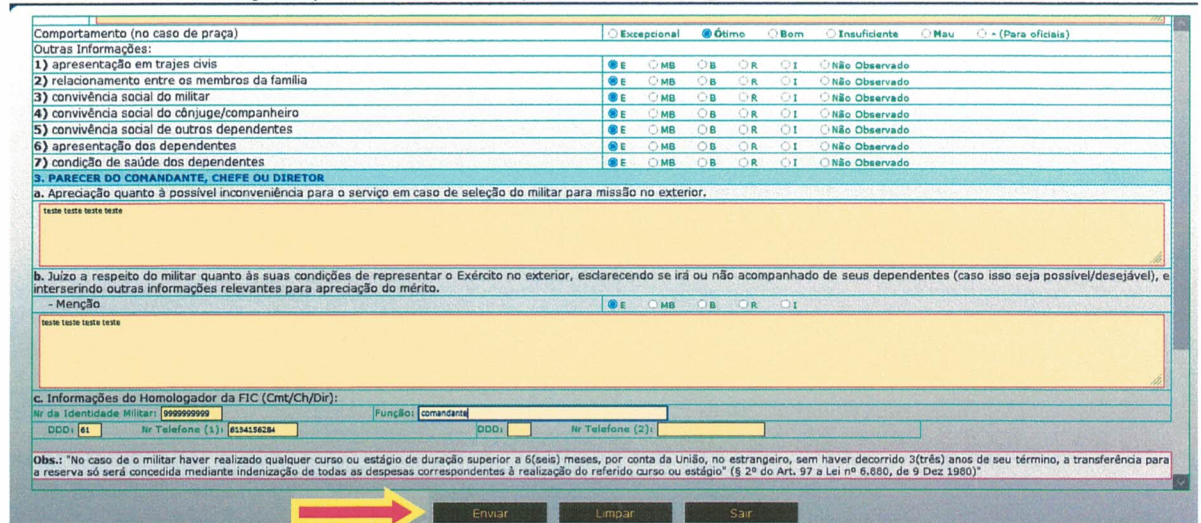 Comportamento (no caso de praça) Excepcional Ótimo Bom Insuficiente Mau - (Para oficiais)
Outras Informações:
1) apresentação em trajes civis E MB B R I Não Observado
2) relacionamento entre os membros da família E MB B R I Não Observado
3) convivência social do militar E MB B R I Não Observado
4) convivência social do cônjuge/companheiro E MB B R I Não Observado
5) convivência social de outros dependentes E MB B R I Não Observado
6) apresentação dos dependentes E MB B R I Não Observado
7) condição de saúde dos dependentes E MB B R I Não Observado
3. PARECER DO COMANDANTE, CHEFE OU DIRETOR
a. Apreciação quanto à possível inconveniência para o serviço em caso de seleção do militar para missão no exterior.
teste teste teste teste
b. Juízo a respeito do militar quanto às suas condições de representar o Exército no exterior, esclarecendo se irá ou não acompanhado de seus dependentes (caso isso seja possível/desejável), e
interserindo outras informações relevantes para apreciação do mérito.
- Menção E MB B R I
teste teste teste teste
c. Informações do Homologador da FIC (Cmt/Ch/Dir):
Nr da Identidade Militar: 9999999999 Função: comandante
DDD: 61 Nr Telefone (1): 6134156284 DDD: Nr Telefone (2):
Obs.: "No caso de o militar haver realizado qualquer curso ou estágio de duração superior a 6(seis) meses, por conta da União, no estrangeiro, sem haver decorrido 3(três) anos de seu término, a transferência para
a reserva só será concedida mediante indenização de todas as despesas correspondentes à realização do referido curso ou estágio" (§ 2º do Art. 97 a Lei nº 6.880, de 9 Dez 1980)"
Enviar Limpar Sair